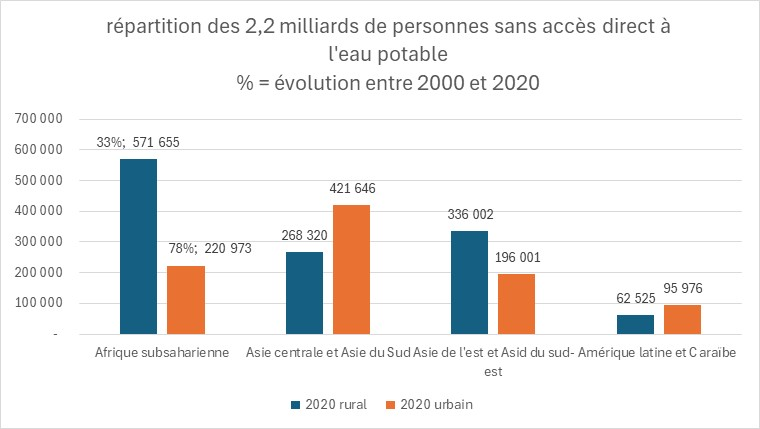 répartition des 2,2 milliards de personnes sans accès direct à
l'eau potable
% = évolution entre 2000 et 2020
700 000
600 000
500 000
400 000
300 000
200 000
100 000
-
33%; 571 655
78%; 220 973
268 320
421 646
336 002
196 001
62 525
95 976
Afrique subsaharienne
Asie centrale et Asie du Sud
Asie de l'est et Asid du sud-
est
Amérique latine et Caraïbe
2020 rural
2020 urbain